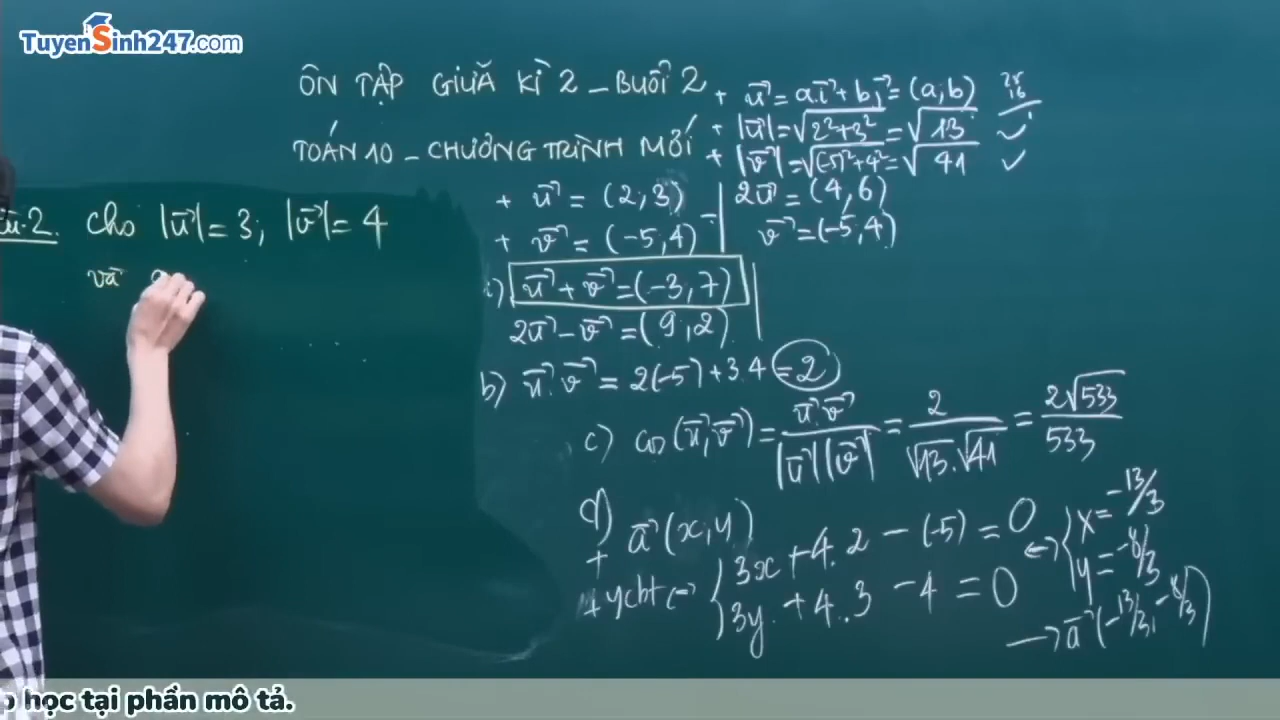 TuyenSinh247.com
ÔN TẬP GIỮA KÌ 2 – BUỔI 2
TOÁN 10 – CHƯƠNG TRÌNH MỚI
.2. Cho |u⃗| = 3; |v⃗| = 4
và
+ u⃗ = a.i⃗ + b.j⃗ = (a,b)
+ |u⃗| = √(2²+3²) = √13 ✓
+ |v⃗| = √((-5)²+4²) = √41 ✓
+ u⃗ = (2,3)
+ v⃗ = (-5,4)
2u⃗ = (4,6)
v⃗ = (-5,4)
u⃗ + v⃗ = (-3,7)
2u⃗ - v⃗ = (9,2)
b) u⃗.v⃗ = 2(-5)+3.4 = 2
c) cos(u⃗,v⃗) = u⃗.v⃗/|u⃗||v⃗| = 2/√13.√41 = 2√533/533
d)
+ a⃗(x,y)
+ ycbt ↔ { 3x + 4.2 - (-5) = 0
3y + 4.3 - 4 = 0
↔ { x = -13/3
y = -8/3
→ a⃗(-13/3, -8/3)
học tại phần mô tả.